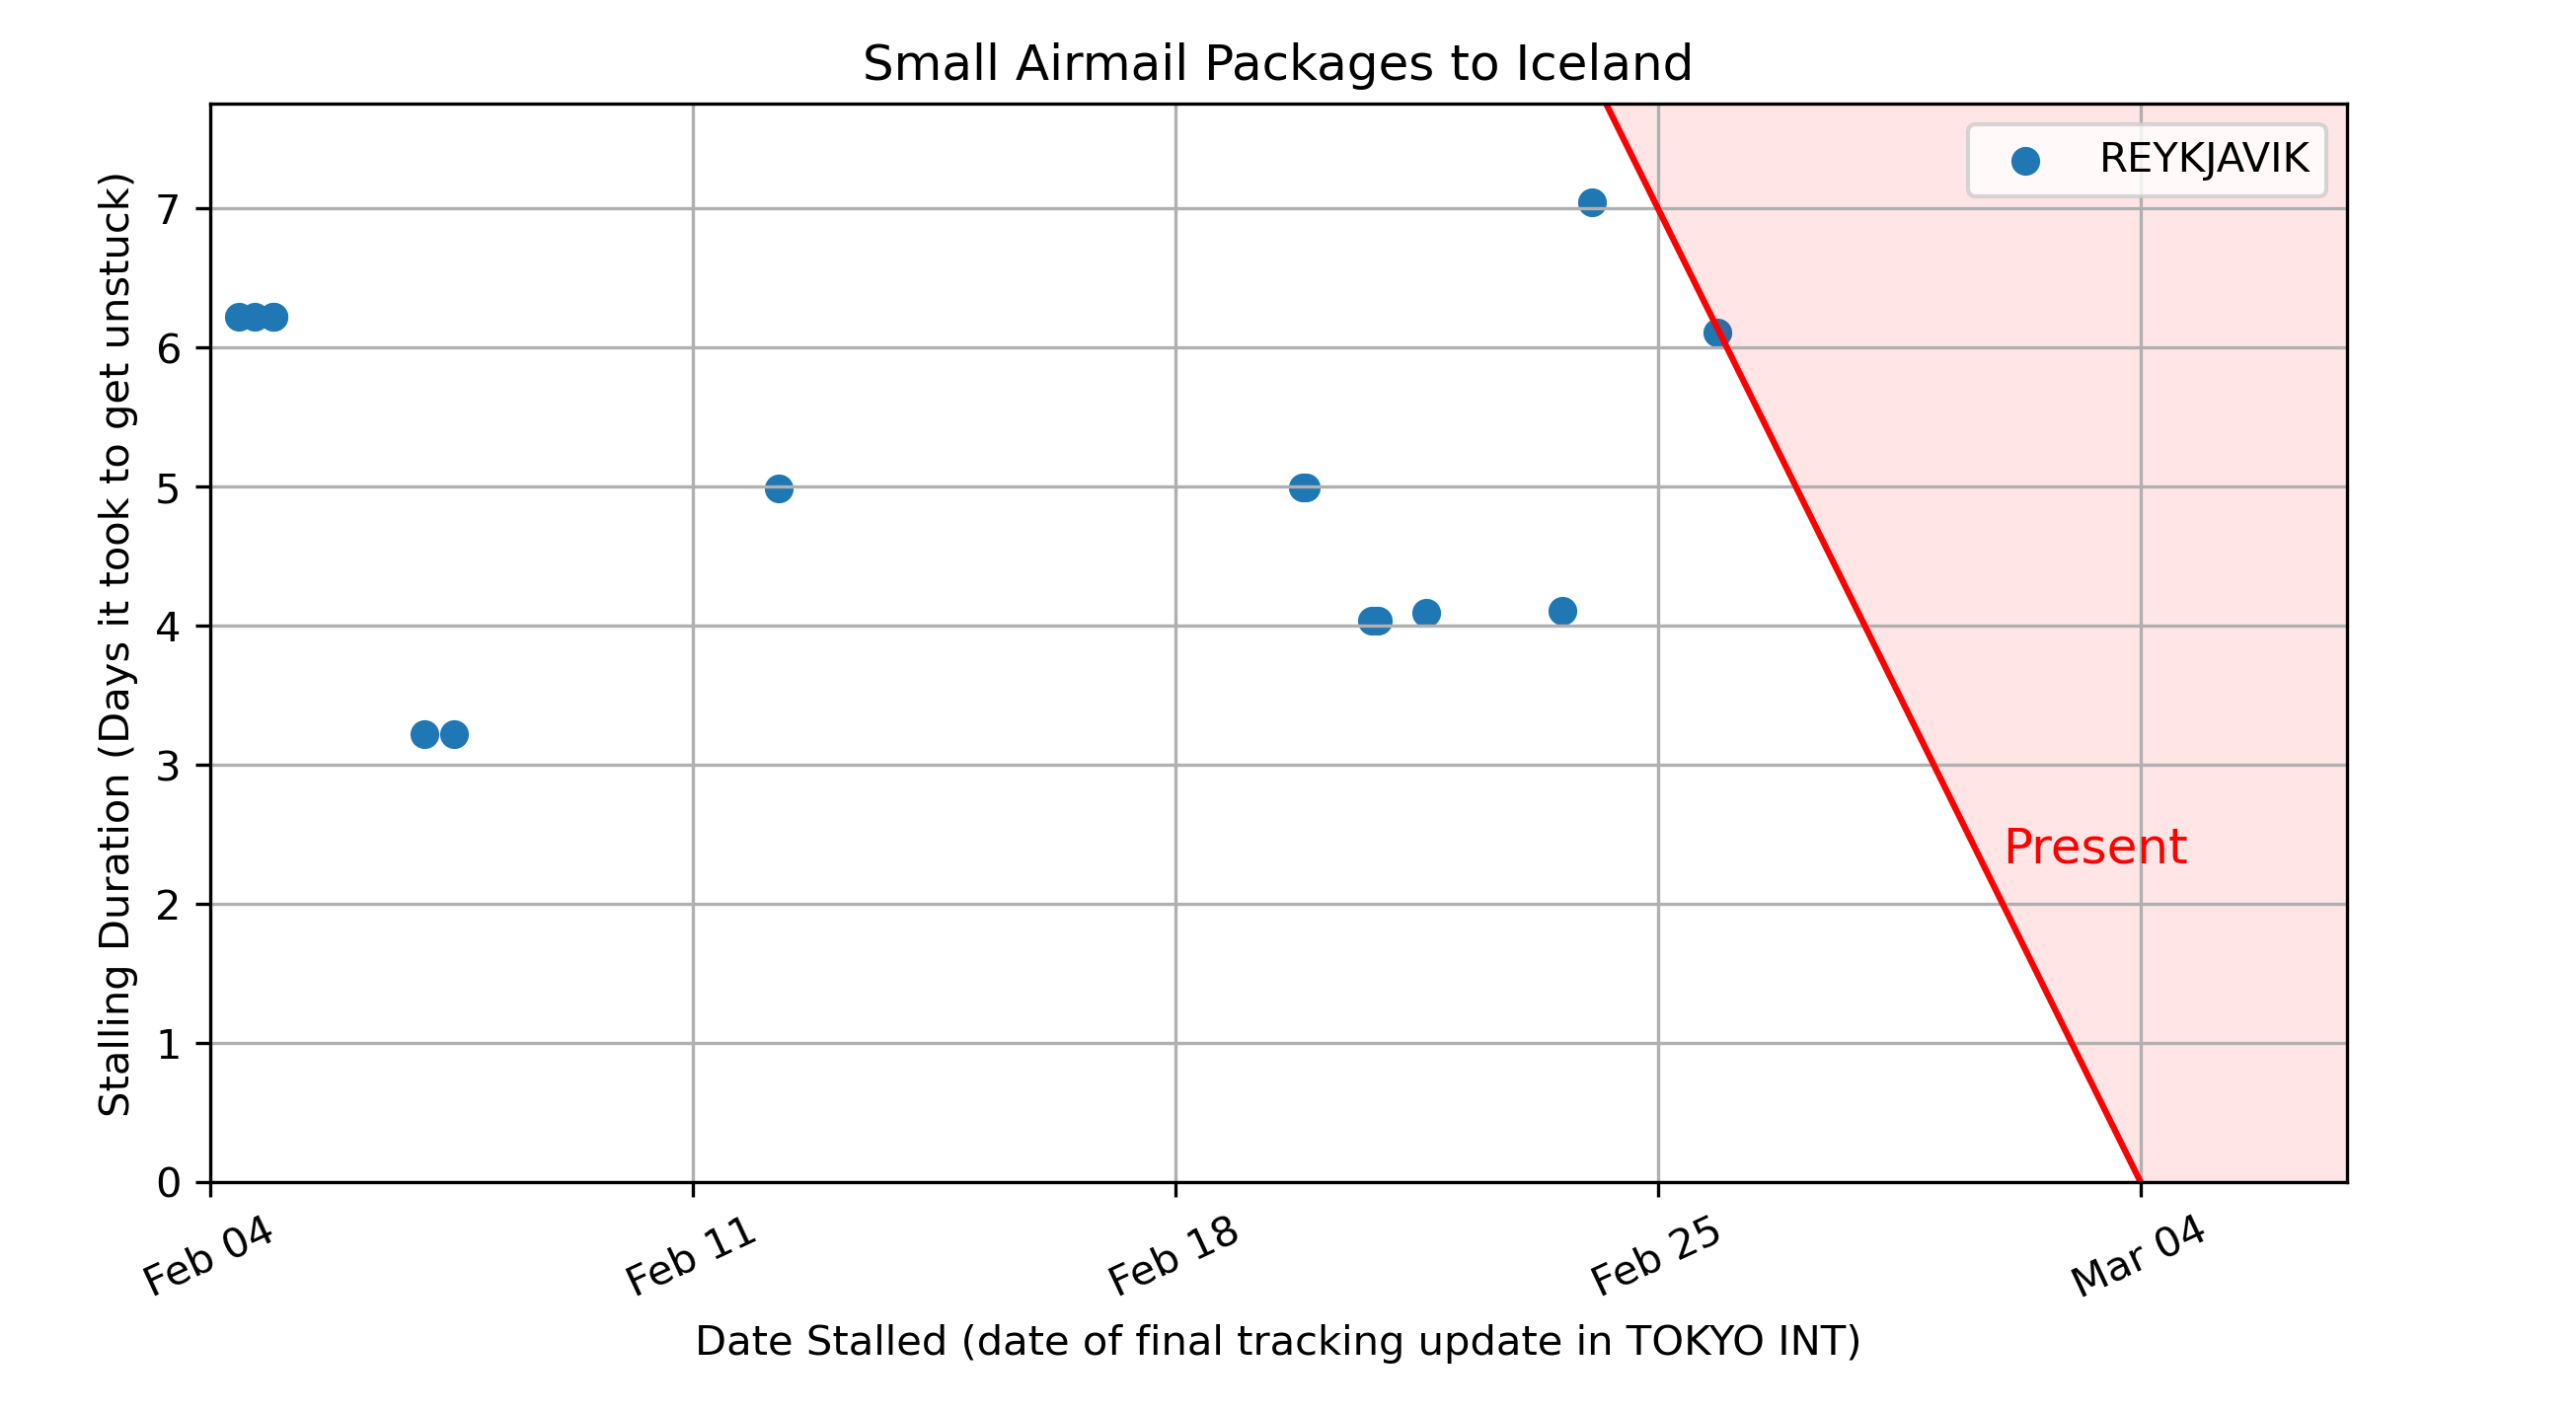 Small Airmail Packages to Iceland
REYKJAVIK
Stalling Duration (Days it took to get unstuck)
7
6
5
4
3
2
1
0
Present
Feb 04
Feb 11
Feb 18
Feb 25
Mar 04
Date Stalled (date of final tracking update in TOKYO INT)